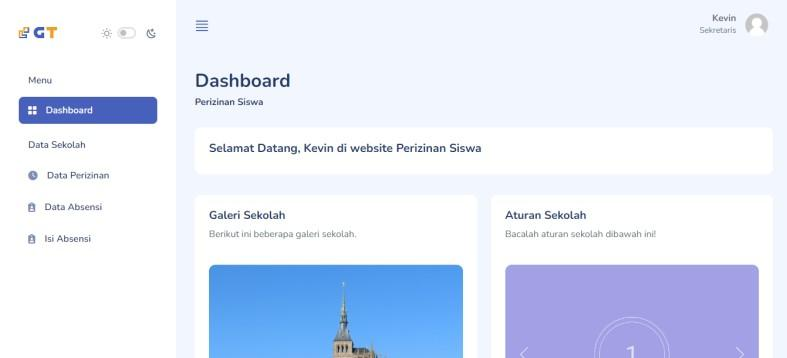 GT
Menu
Dashboard
Data Sekolah
Data Perizinan
Data Absensi
Isi Absensi
Kevin
Sekretaris
Dashboard
Perizinan Siswa
Selamat Datang, Kevin di website Perizinan Siswa
Galeri Sekolah
Berikut ini beberapa galeri sekolah.
Aturan Sekolah
Bacalah aturan sekolah dibawah ini!
1